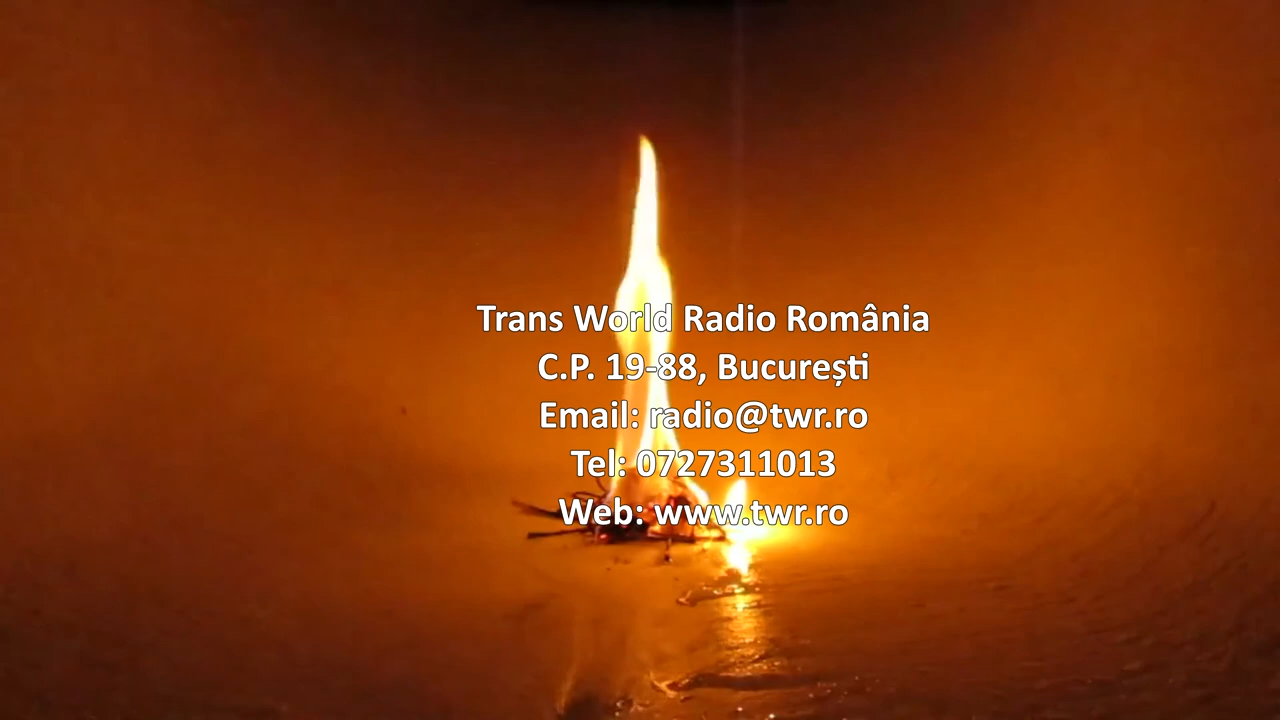 Trans World Radio România
C.P. 19-88, București
Email: radio@twr.ro
Tel: 0727311013
Web: www.twr.ro